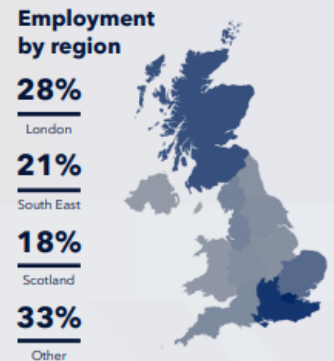 Employment
by region
28%
London
21%
South East
18%
Scotland
33%
Other